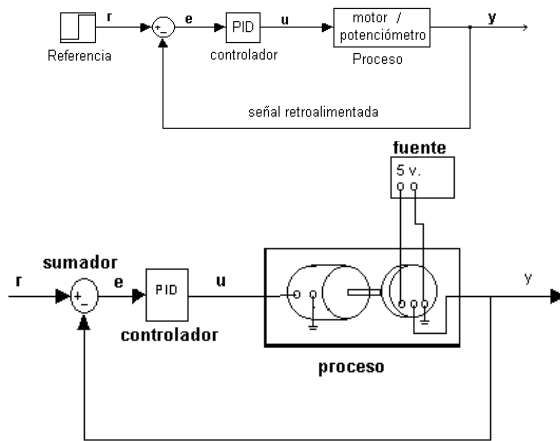 r
e
PID
u
motor /
potenciómetro
y
Referencia
controlador
Proceso
señal retroalimentada
fuente
5 v.
sumador
r
e
PID
u
y
controlador
proceso